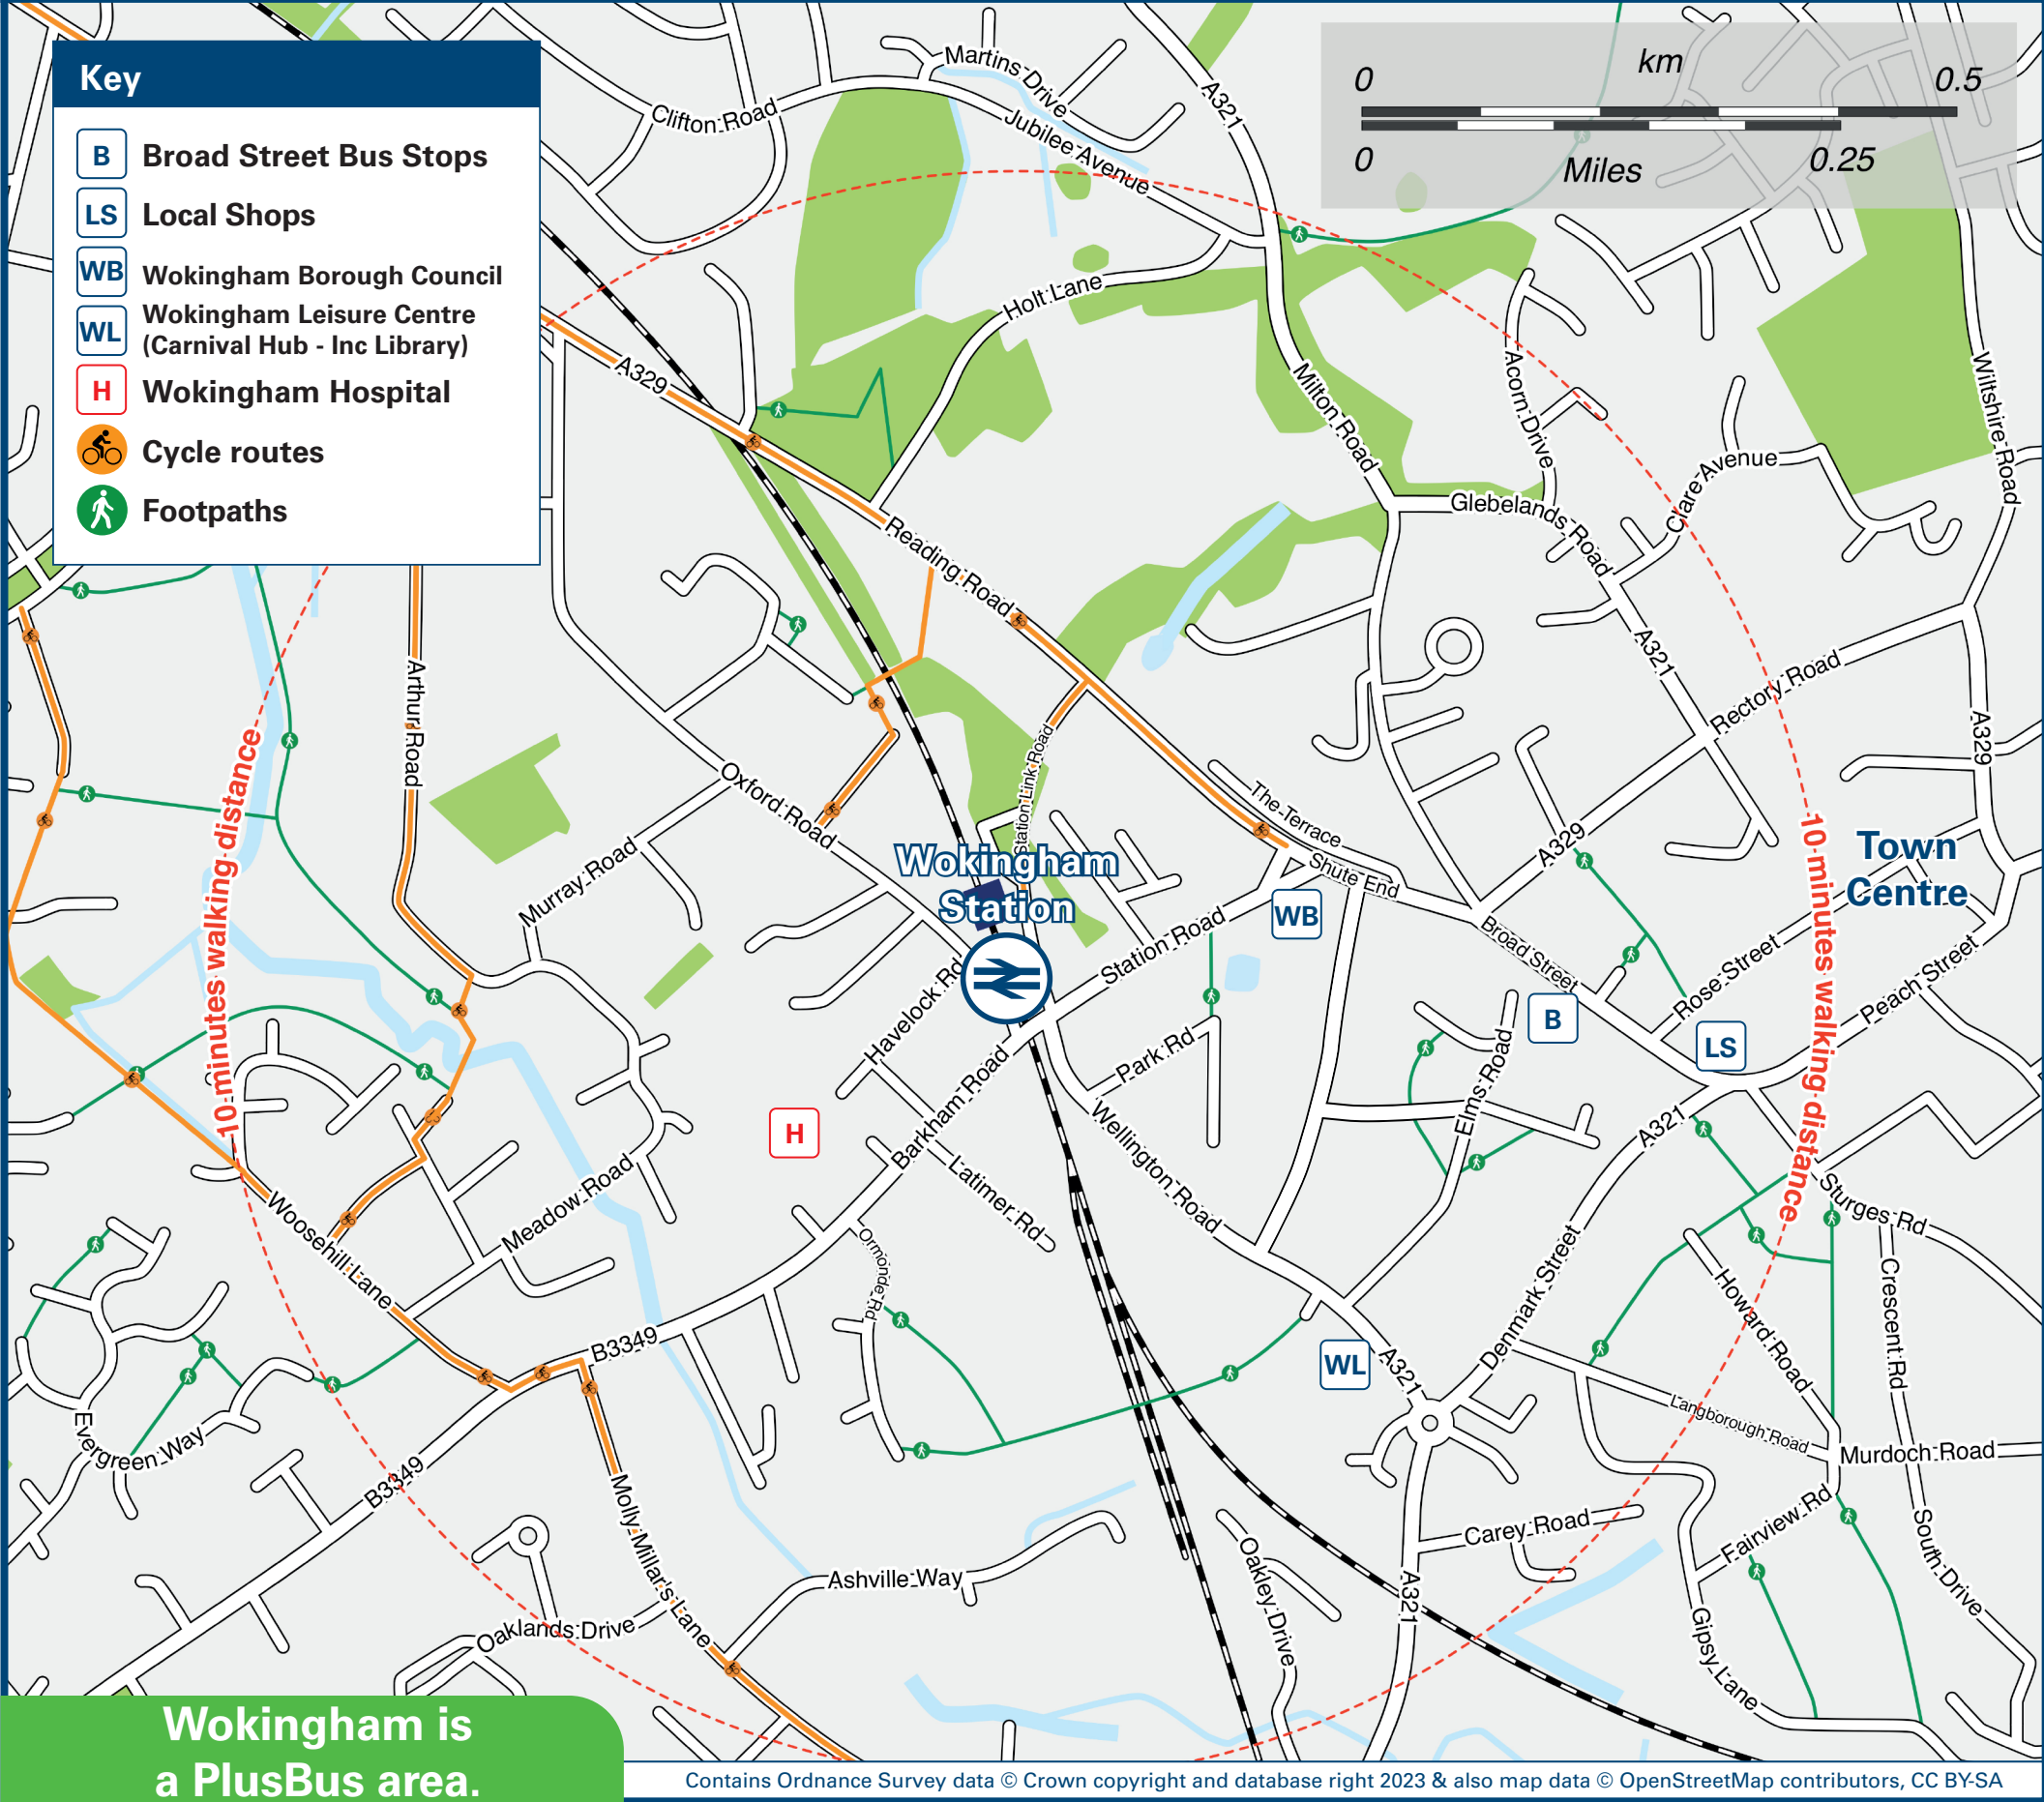 Key
B Broad Street Bus Stops
LS Local Shops
WB Wokingham Borough Council
WL Wokingham Leisure Centre
(Carnival Hub - Inc Library)
H Wokingham Hospital
Cycle routes
Footpaths
km
0 0.5
0 0.25
Miles
Martins Drive
Clifton Road
Jubilee Avenue
A321
Holt Lane
A329
Milton Road
Acorn Drive
Wiltshire Road
Clare Avenue
Glebelands Road
Reading Road
A321
Rectory Road
Arthur Road
A329
Station Link Road
Oxford Road
The Terrace
A329
10 minutes walking distance
10 minutes walking distance
Town
Centre
Murray Road
Wokingham
Station
Shute End
WB
Station Road
Broad Street
Rose Street
Peach Street
Havelock Rd
B
LS
Park Rd
Elms Road
H
Barkham Road
Wellington Road
A321
Latimer Rd
Meadow Road
Sturges Rd
Woosehill Lane
Ormonde Rd
Denmark Street
Howard Road
Crescent Rd
B3349
WL
A321
Langborough Road
Murdoch Road
Evergreen Way
B3349
Molly Millar's Lane
Carey Road
Fairview Rd
South Drive
Ashville Way
Oakley Drive
A321
Gipsy Lane
Oaklands Drive
Wokingham is
a PlusBus area.
Contains Ordnance Survey data © Crown copyright and database right 2023 & also map data © OpenStreetMap contributors, CC BY-SA